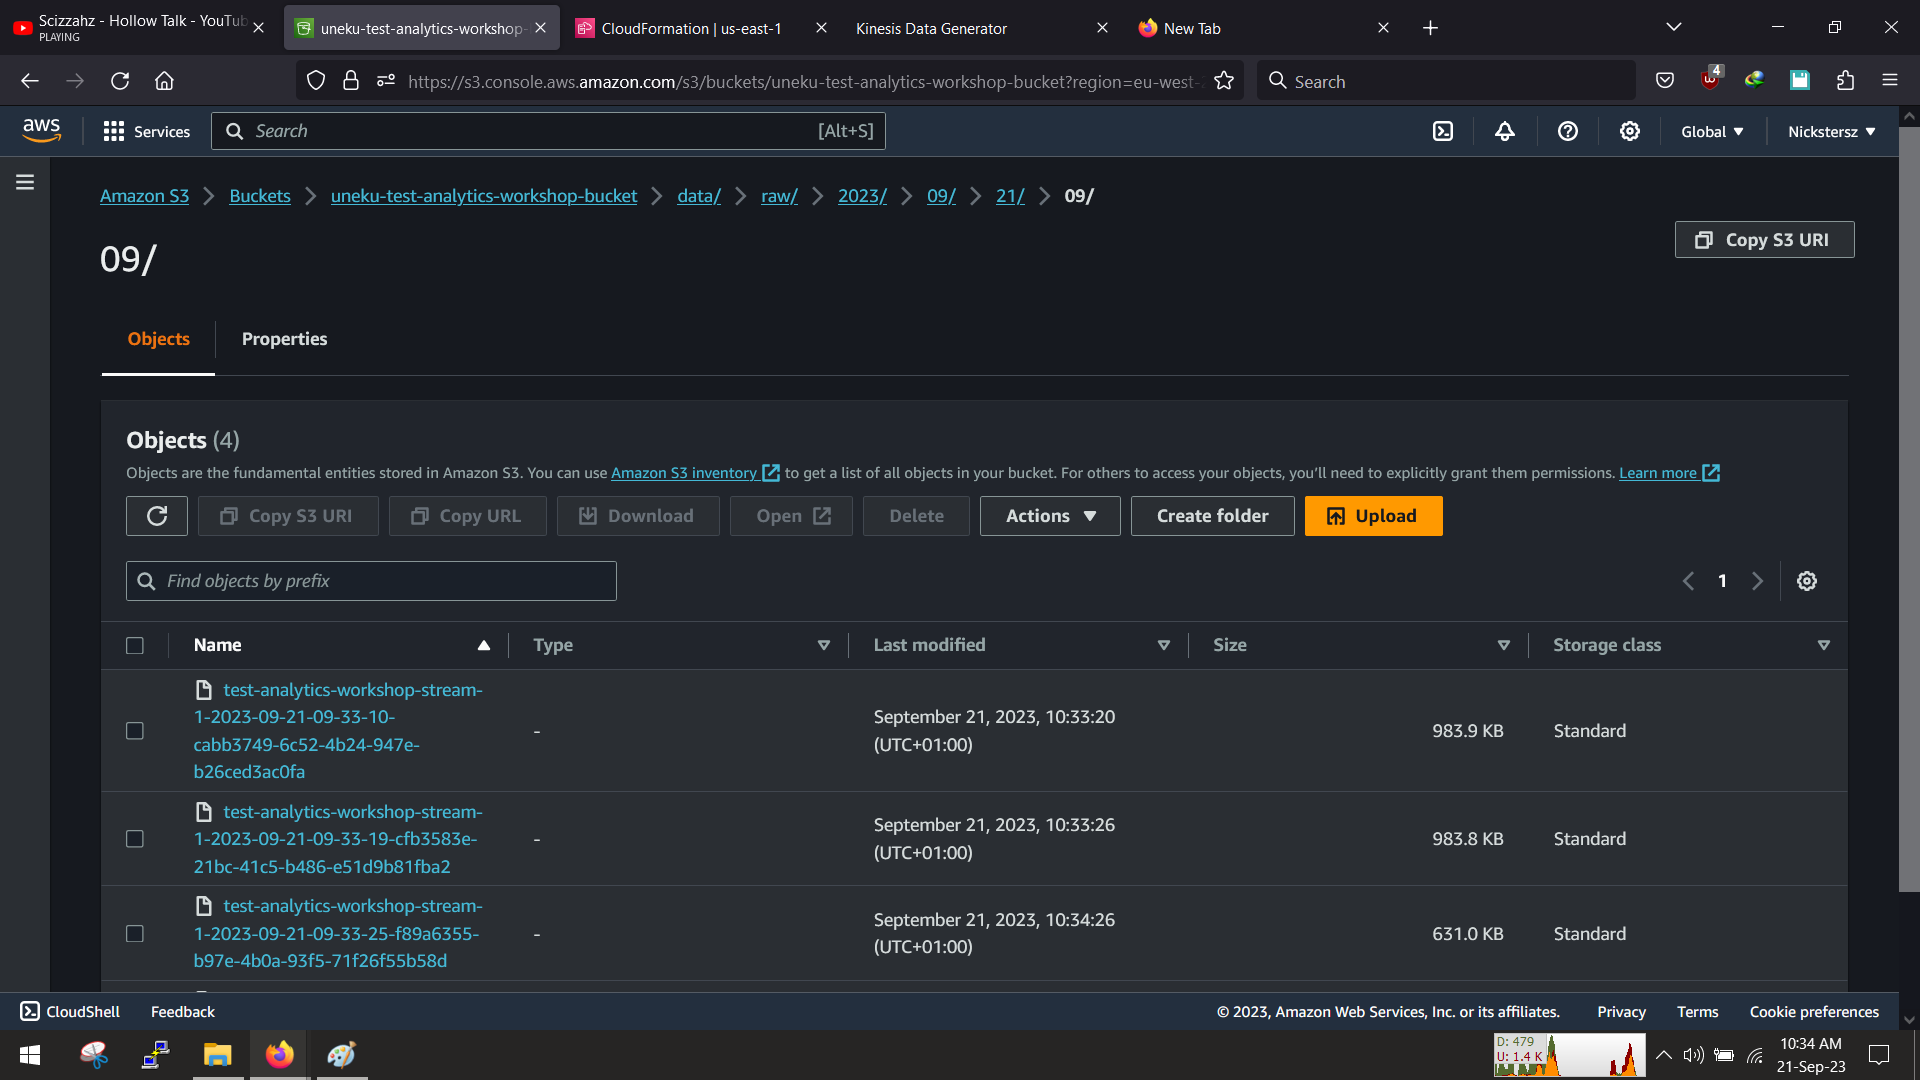 Scizzahz - Hollow Talk - YouTub
PLAYING
uneku-test-analytics-workshop-
CloudFormation | us-east-1
Kinesis Data Generator
New Tab
https://s3.console.aws.amazon.com/s3/buckets/uneku-test-analytics-workshop-bucket?region=eu-west-
Search
4
aws
Services
Search
[Alt+S]
Global
Nickstersz
Amazon S3
Buckets
uneku-test-analytics-workshop-bucket
data/
raw/
2023/
09/
21/
09/
09/
Copy S3 URI
Objects
Properties
Objects (4)
Objects are the fundamental entities stored in Amazon S3. You can use Amazon S3 inventory to get a list of all objects in your bucket. For others to access your objects, you’ll need to explicitly grant them permissions. Learn more
Copy S3 URI
Copy URL
Download
Open
Delete
Actions
Create folder
Upload
Find objects by prefix
1
Name
Type
Last modified
Size
Storage class
test-analytics-workshop-stream-
1-2023-09-21-09-33-10-
cabb3749-6c52-4b24-947e-
b26ced3ac0fa
-
September 21, 2023, 10:33:20
(UTC+01:00)
983.9 KB
Standard
test-analytics-workshop-stream-
1-2023-09-21-09-33-19-cfb3583e-
21bc-41c5-b486-e51d9b81fba2
-
September 21, 2023, 10:33:26
(UTC+01:00)
983.8 KB
Standard
test-analytics-workshop-stream-
1-2023-09-21-09-33-25-f89a6355-
b97e-4b0a-93f5-71f26f55b58d
-
September 21, 2023, 10:34:26
(UTC+01:00)
631.0 KB
Standard
CloudShell
Feedback
© 2023, Amazon Web Services, Inc. or its affiliates.
Privacy
Terms
Cookie preferences
D: 479
U: 1.4 K
10:34 AM
21-Sep-23